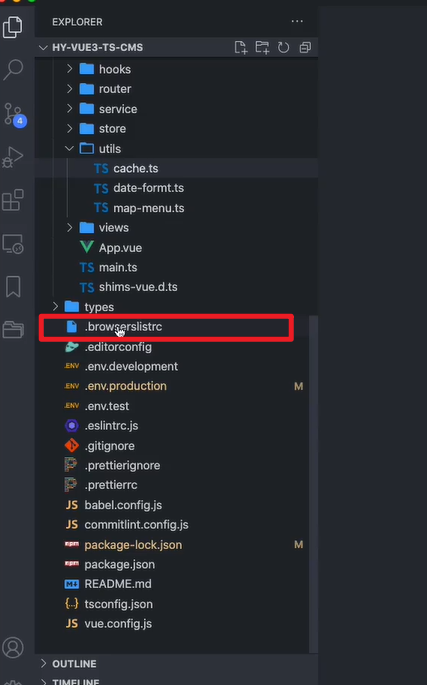 EXPLORER
HY-VUE3-TS-CMS
hooks
router
service
store
utils
TS cache.ts
TS date-formt.ts
TS map-menu.ts
views
App.vue
TS main.ts
TS shims-vue.d.ts
types
.browserslistrc
.editorconfig
.ENV .env.development
.ENV .env.production M
.ENV .env.test
.eslintrc.js
.gitignore
.prettierignore
.prettierrc
JS babel.config.js
JS commitlint.config.js
npm package-lock.json M
npm package.json
M README.md
{..} tsconfig.json
JS vue.config.js
OUTLINE
TIMELINE
4